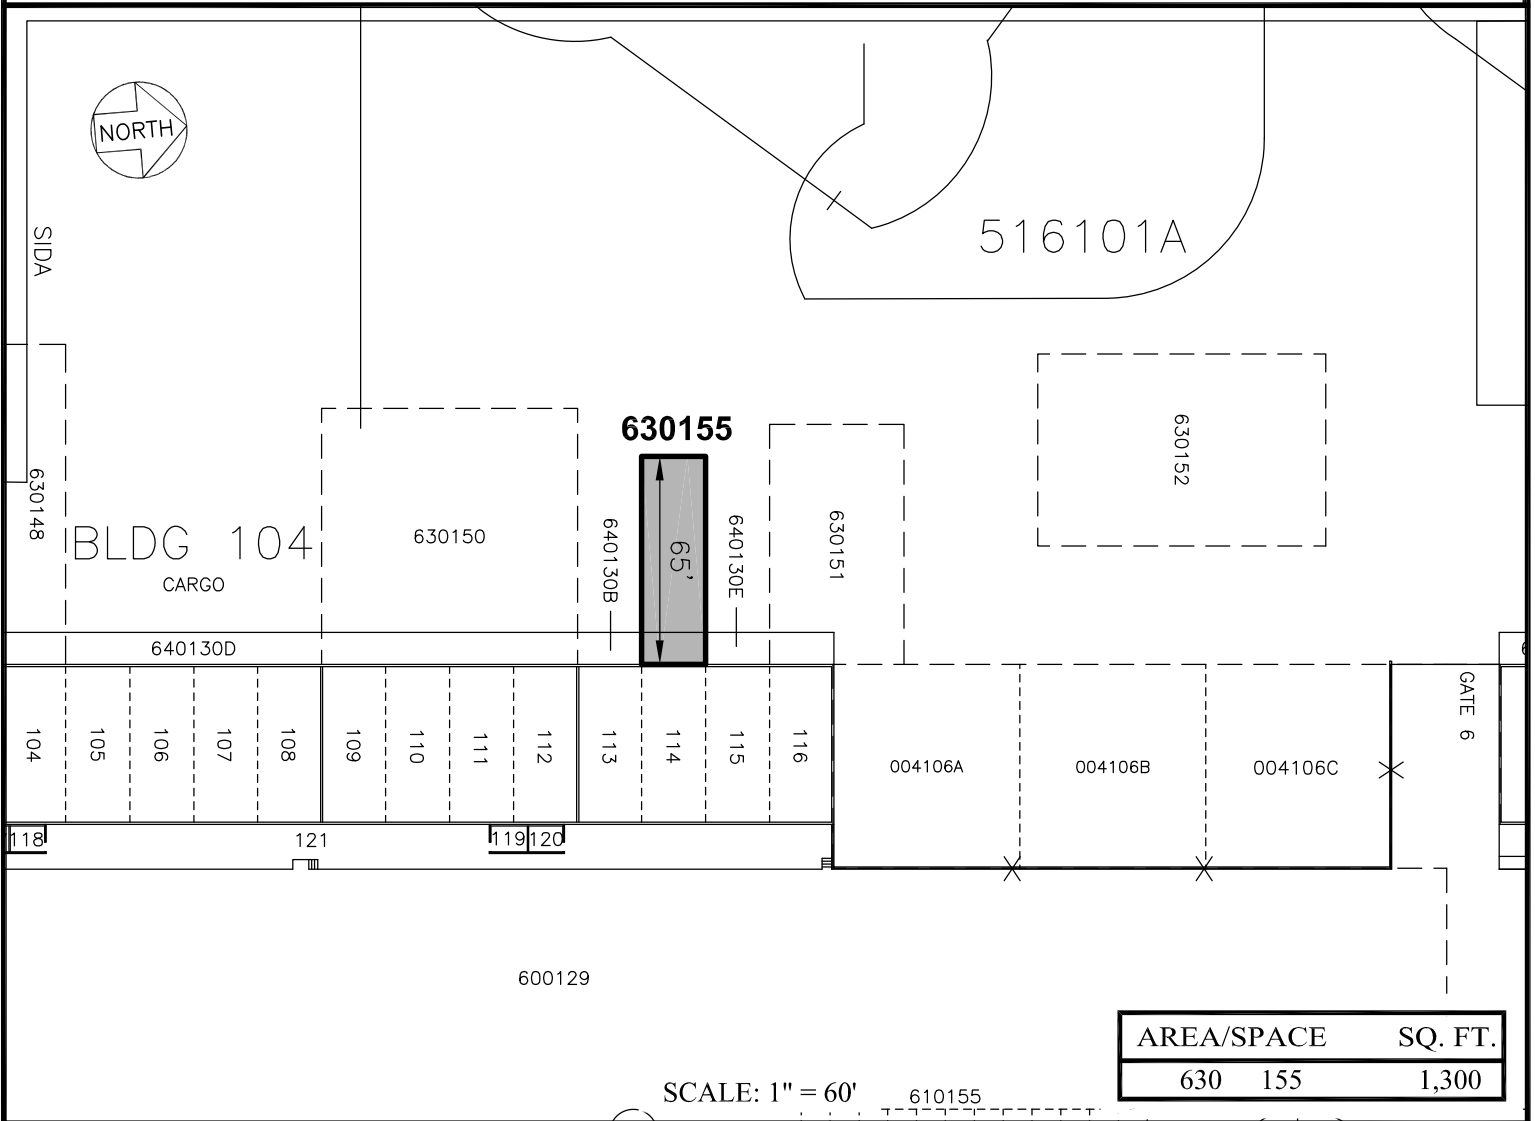 NORTH
516101A
SIDA
630155
630152
630148
BLDG 104
CARGO
630150
640130B
65'
640130E
630151
640130D
GATE 6
104
105
106
107
108
109
110
111
112
113
114
115
116
004106A
004106B
004106C
118
121
119
120
600129
AREA/SPACE SQ. FT.
630 155 1,300
SCALE: 1" = 60'
610155